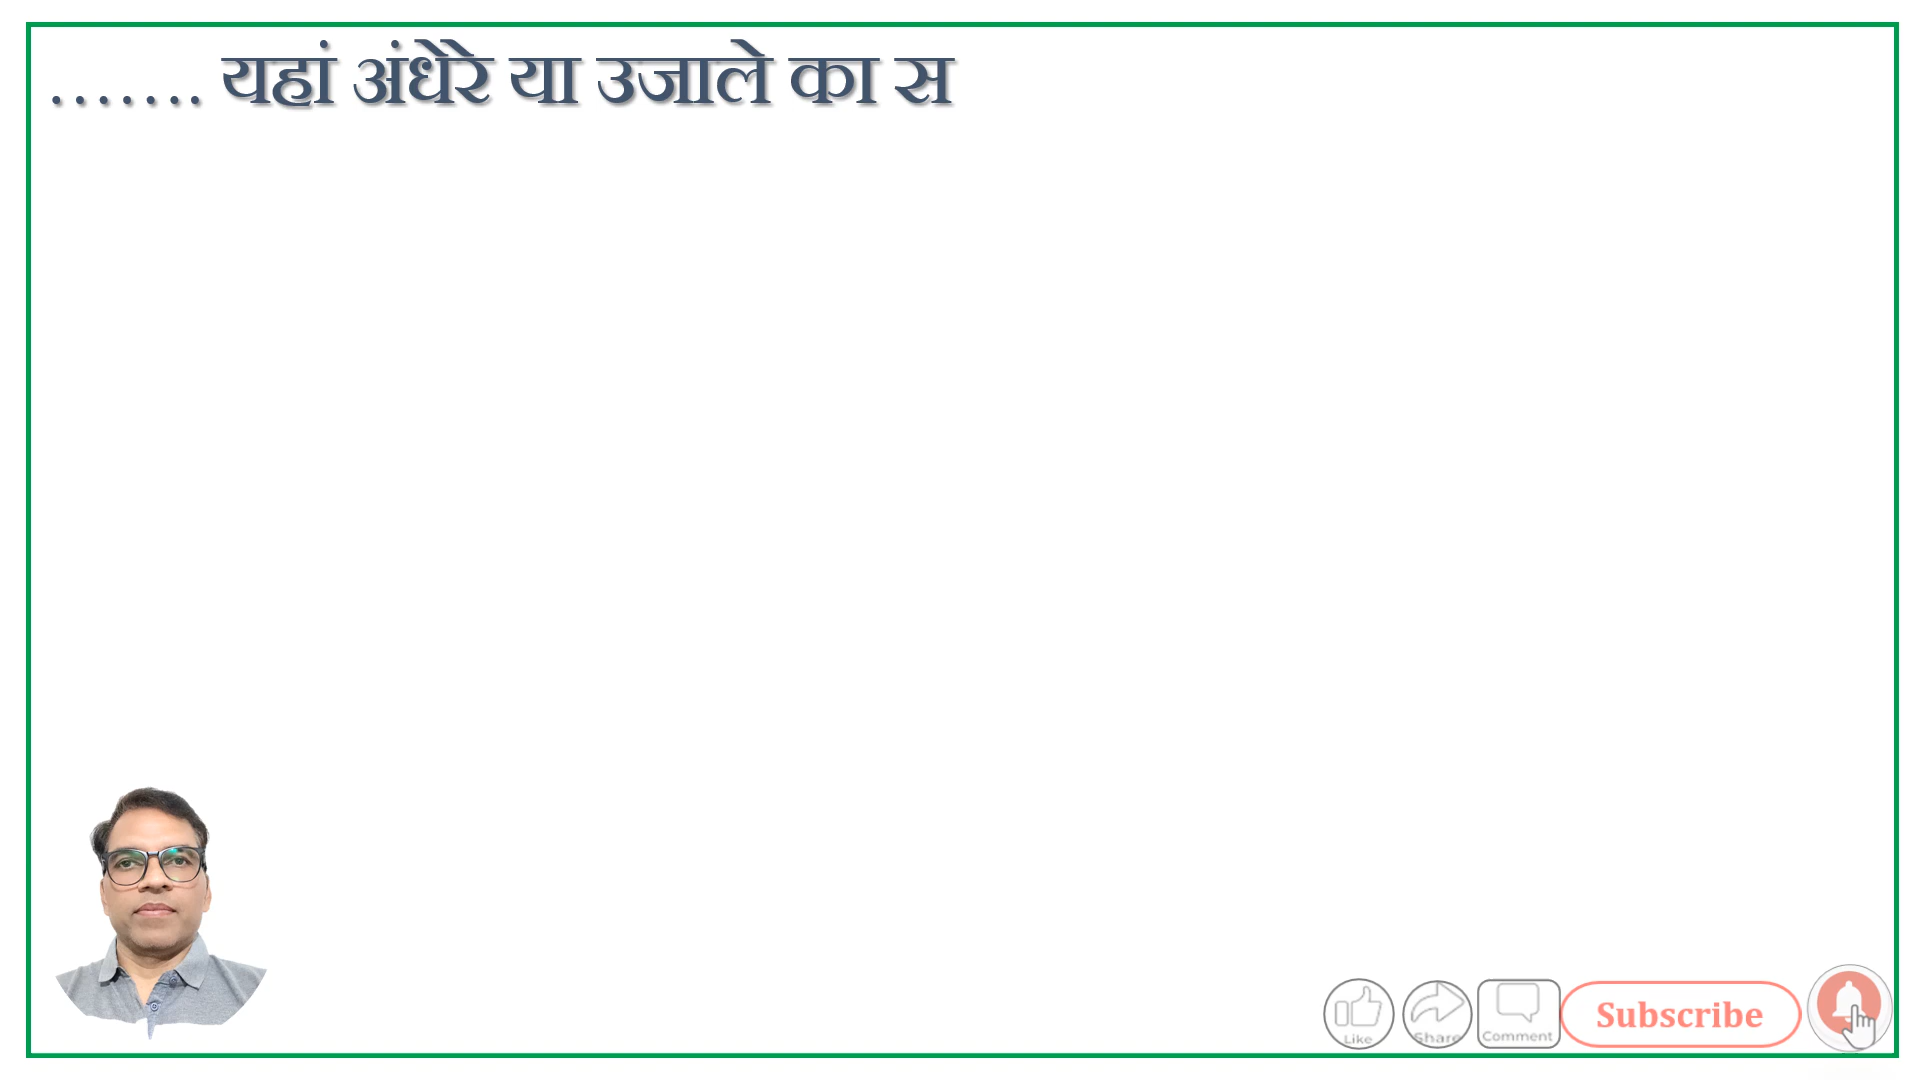 ....... यहां अंधेरे या उजाले का स
Like
Share
Comment
Subscribe